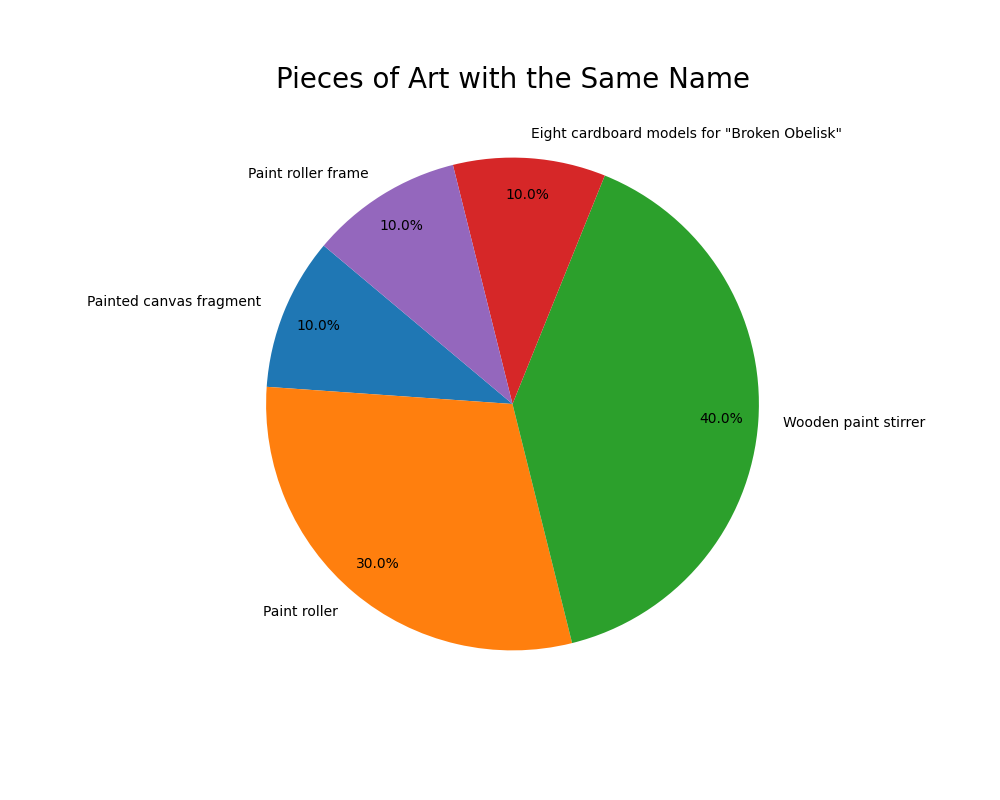 Pieces of Art with the Same Name
Eight cardboard models for "Broken Obelisk"
Paint roller frame
10.0%
10.0%
Painted canvas fragment
10.0%
40.0%
Wooden paint stirrer
30.0%
Paint roller